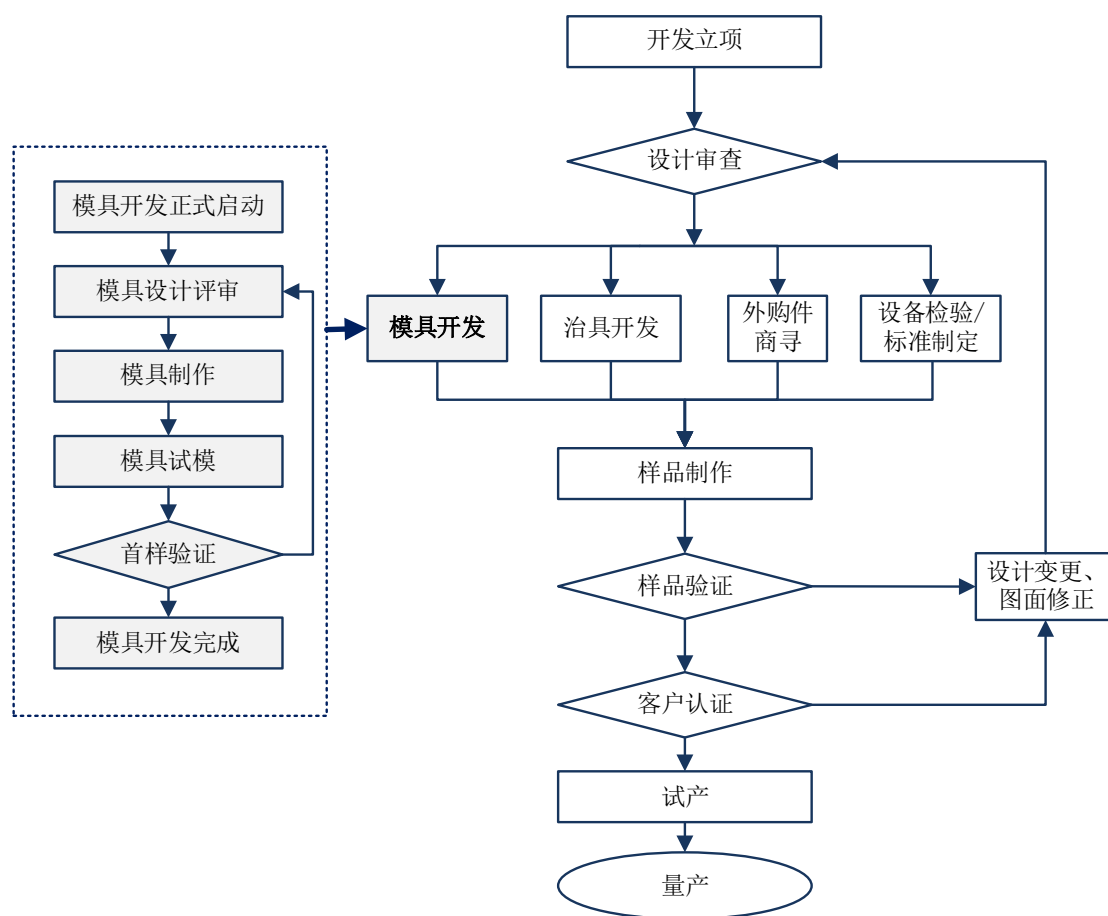 开发立项
设计审查
模具开发正式启动
模具设计评审
模具制作
模具试模
首样验证
模具开发完成
模具开发
治具开发
外购件
商寻
设备检验/
标准制定
样品制作
样品验证
设计变更、
图面修正
客户认证
试产
量产